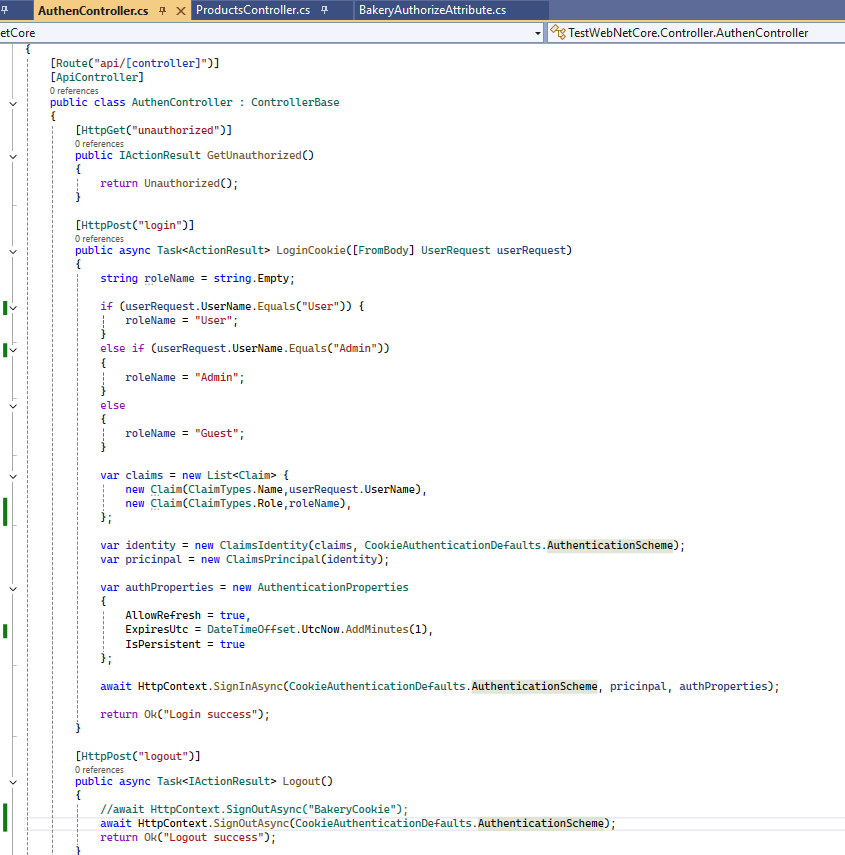 AuthenController.cs
ProductsController.cs
BakeryAuthorizeAttribute.cs
etCore
TestWebNetCore.Controller.AuthenController
{
[Route("api/[controller]")]
[ApiController]
0 references
public class AuthenController : ControllerBase
{
[HttpGet("unauthorized")]
0 references
public IActionResult GetUnauthorized()
{
return Unauthorized();
}
[HttpPost("login")]
0 references
public async Task<ActionResult> LoginCookie([FromBody] UserRequest userRequest)
{
string roleName = string.Empty;
if (userRequest.UserName.Equals("User")) {
roleName = "User";
}
else if (userRequest.UserName.Equals("Admin"))
{
roleName = "Admin";
}
else
{
roleName = "Guest";
}
var claims = new List<Claim> {
new Claim(ClaimTypes.Name,userRequest.UserName),
new Claim(ClaimTypes.Role,roleName),
};
var identity = new ClaimsIdentity(claims, CookieAuthenticationDefaults.AuthenticationScheme);
var pricinpal = new ClaimsPrincipal(identity);
var authProperties = new AuthenticationProperties
{
AllowRefresh = true,
ExpiresUtc = DateTimeOffset.UtcNow.AddMinutes(1),
IsPersistent = true
};
await HttpContext.SignInAsync(CookieAuthenticationDefaults.AuthenticationScheme, pricinpal, authProperties);
return Ok("Login success");
}
[HttpPost("logout")]
0 references
public async Task<IActionResult> Logout()
{
//await HttpContext.SignOutAsync("BakeryCookie");
await HttpContext.SignOutAsync(CookieAuthenticationDefaults.AuthenticationScheme);
return Ok("Logout success");
}